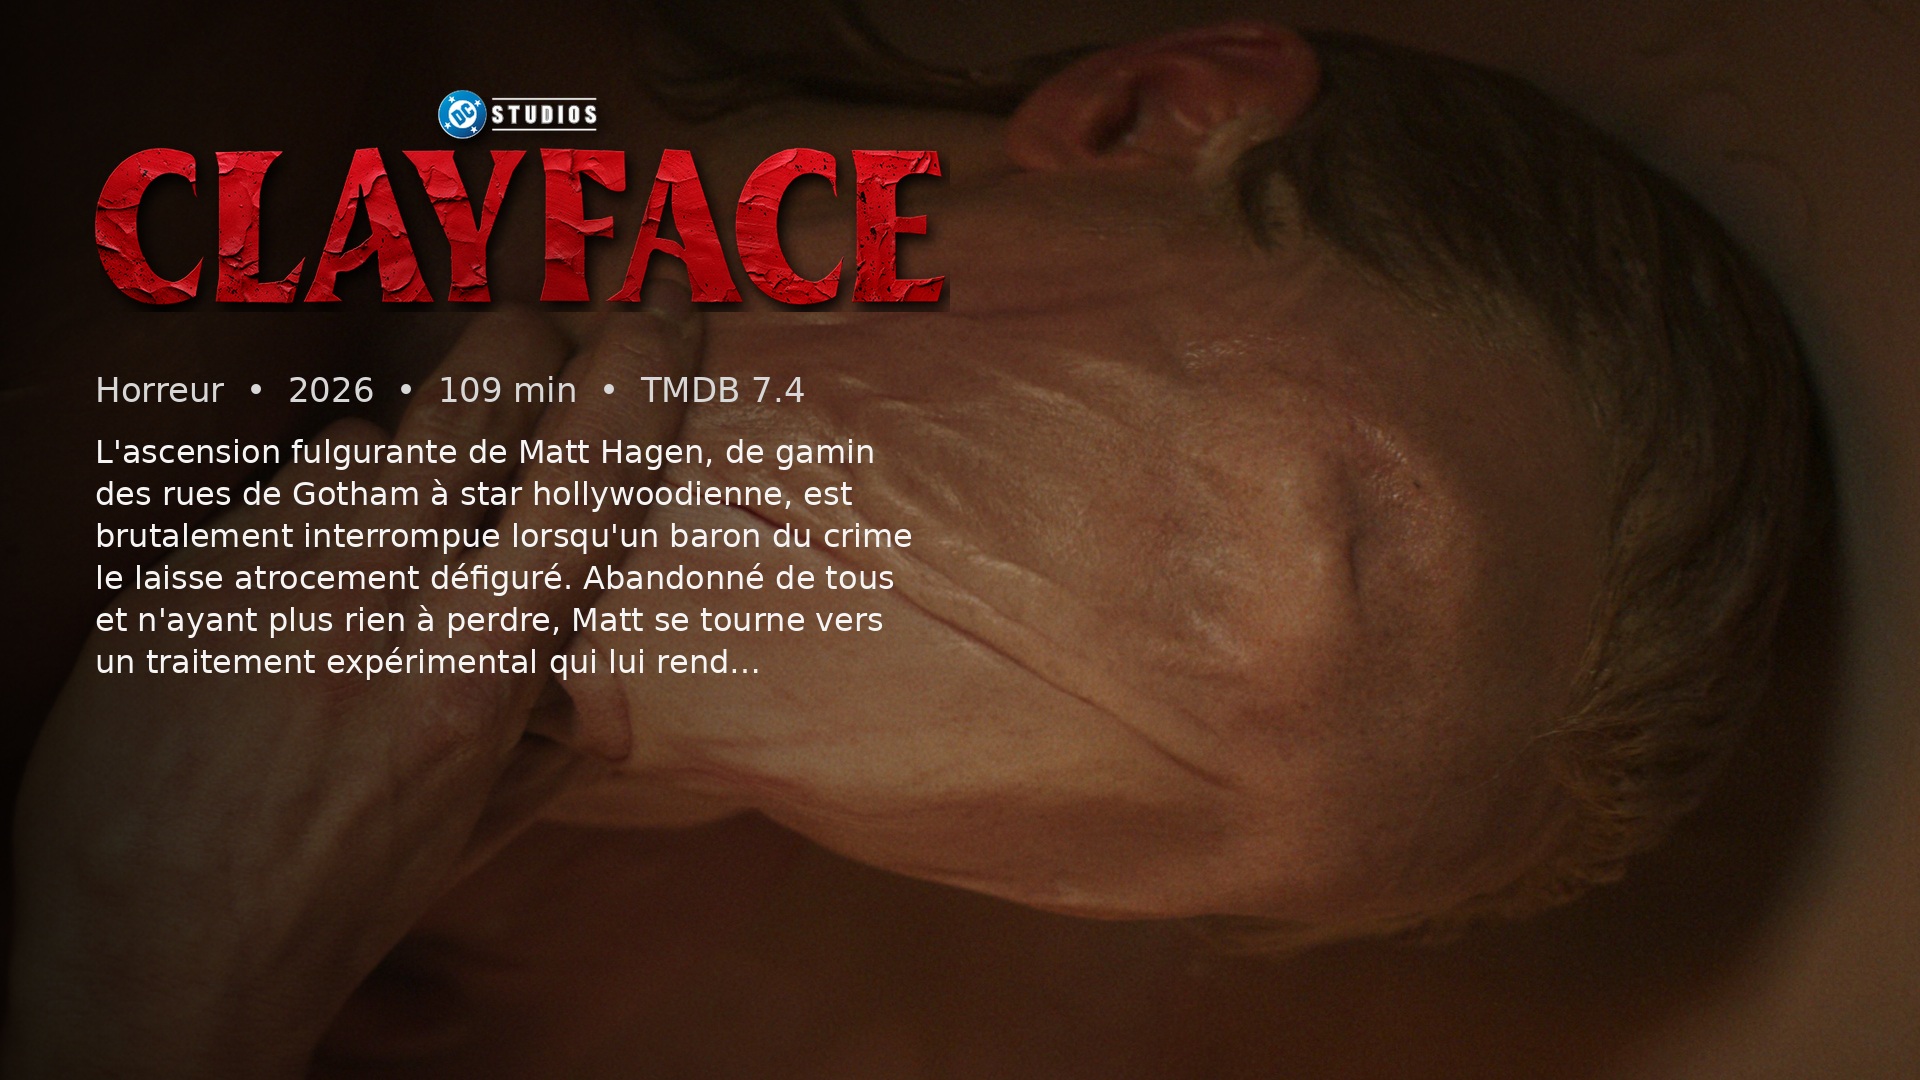 DC STUDIOS
CLAYFACE
Horreur • 2026 • 109 min • TMDB 7.4
L'ascension fulgurante de Matt Hagen, de gamin
des rues de Gotham à star hollywoodienne, est
brutalement interrompue lorsqu'un baron du crime
le laisse atrocement défiguré. Abandonné de tous
et n'ayant plus rien à perdre, Matt se tourne vers
un traitement expérimental qui lui rend...